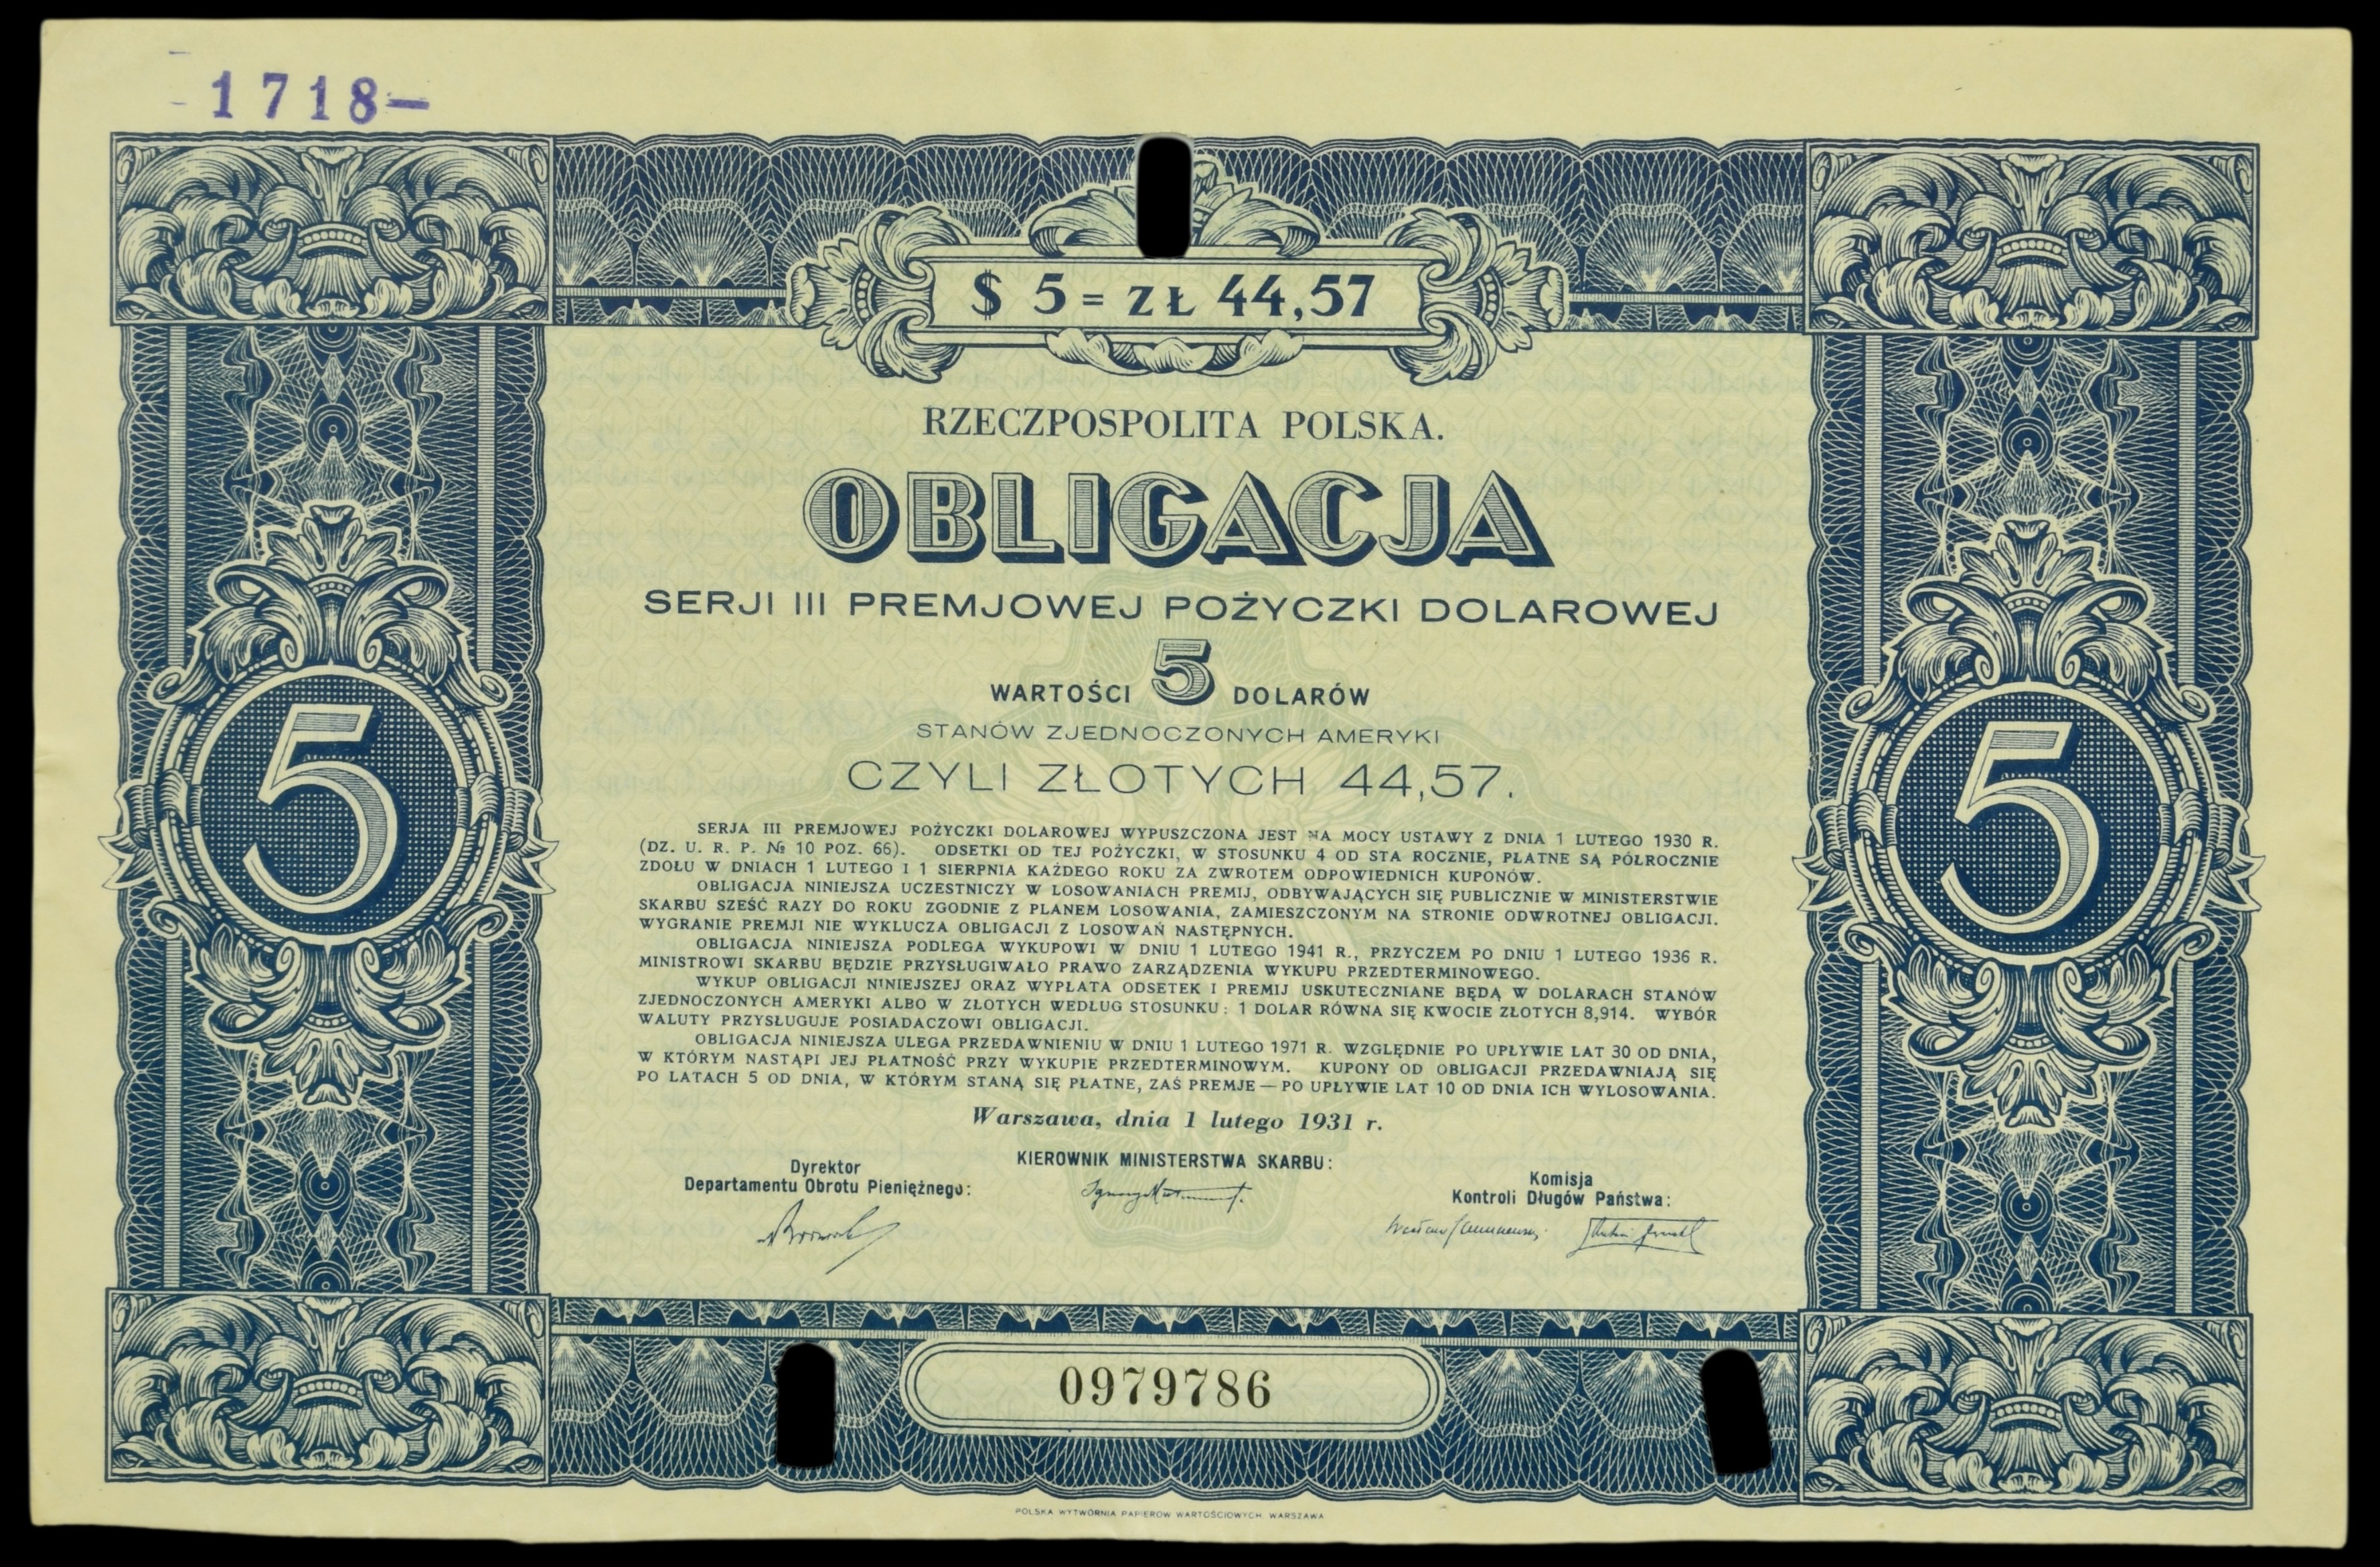 -1718-
$ 5 = ZŁ 44,57
RZECZPOSPOLITA POLSKA.
OBLIGACJA
SERJI III PREMJOWEJ POŻYCZKI DOLAROWEJ
WARTOŚCI 5 DOLARÓW
STANÓW ZJEDNOCZONYCH AMERYKI
CZYLI ZŁOTYCH 44,57.
5
5
SERJA III PREMJOWEJ POŻYCZKI DOLAROWEJ WYPUSZCZONA JEST NA MOCY USTAWY Z DNIA 1 LUTEGO 1930 R.
(DZ. U. R. P. № 10 POZ. 66). ODSETKI OD TEJ POŻYCZKI, W STOSUNKU 4 OD STA ROCZNIE, PŁATNE SĄ PÓŁROCZNIE
ZDOŁU W DNIACH 1 LUTEGO I 1 SIERPNIA KAŻDEGO ROKU ZA ZWROTEM ODPOWIEDNICH KUPONÓW.
OBLIGACJA NINIEJSZA UCZESTNICZY W LOSOWANIACH PREMIJ, ODBYWAJĄCYCH SIĘ PUBLICZNIE W MINISTERSTWIE
SKARBU SZEŚĆ RAZY DO ROKU ZGODNIE Z PLANEM LOSOWANIA, ZAMIESZCZONYM NA STRONIE ODWROTNEJ OBLIGACJI.
WYGRANIE PREMJI NIE WYKLUCZA OBLIGACJI Z LOSOWAŃ NASTĘPNYCH.
OBLIGACJA NINIEJSZA PODLEGA WYKUPOWI W DNIU 1 LUTEGO 1941 R., PRZYCZEM PO DNIU 1 LUTEGO 1936 R.
MINISTROWI SKARBU BĘDZIE PRZYSŁUGIWAŁO PRAWO ZARZĄDZENIA WYKUPU PRZEDTERMINOWEGO.
WYKUP OBLIGACJI NINIEJSZEJ ORAZ WYPŁATA ODSETEK I PREMIJ USKUTECZNIANE BĘDĄ W DOLARACH STANÓW
ZJEDNOCZONYCH AMERYKI ALBO W ZŁOTYCH WEDŁUG STOSUNKU: 1 DOLAR RÓWNA SIĘ KWOCIE ZŁOTYCH 8,914. WYBÓR
WALUTY PRZYSŁUGUJE POSIADACZOWI OBLIGACJI.
OBLIGACJA NINIEJSZA ULEGA PRZEDAWNIENIU W DNIU 1 LUTEGO 1971 R. WZGLĘDNIE PO UPŁYWIE LAT 30 OD DNIA,
W KTÓRYM NASTĄPI JEJ PŁATNOŚĆ PRZY WYKUPIE PRZEDTERMINOWYM. KUPONY OD OBLIGACJI PRZEDAWNIAJĄ SIĘ
PO LATACH 5 OD DNIA, W KTÓRYM STANĄ SIĘ PŁATNE, ZAŚ PREMJE — PO UPŁYWIE LAT 10 OD DNIA ICH WYLOSOWANIA.
Warszawa, dnia 1 lutego 1931 r.
Dyrektor
Departamentu Obrotu Pieniężnego:
KIEROWNIK MINISTERSTWA SKARBU:
Komisja
Kontroli Długów Państwa:
0979786
POLSKA WYTWÓRNIA PAPIERÓW WARTOŚCIOWYCH, WARSZAWA